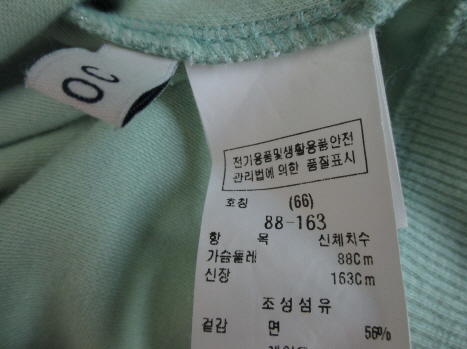 OC
전기용품및생활용품안전
관리법에 의한 품질표시
호칭 (66)
88-163
항 목 신체치수
가슴둘레 88Cm
신장 163Cm
조성섬유
겉감 면 56%